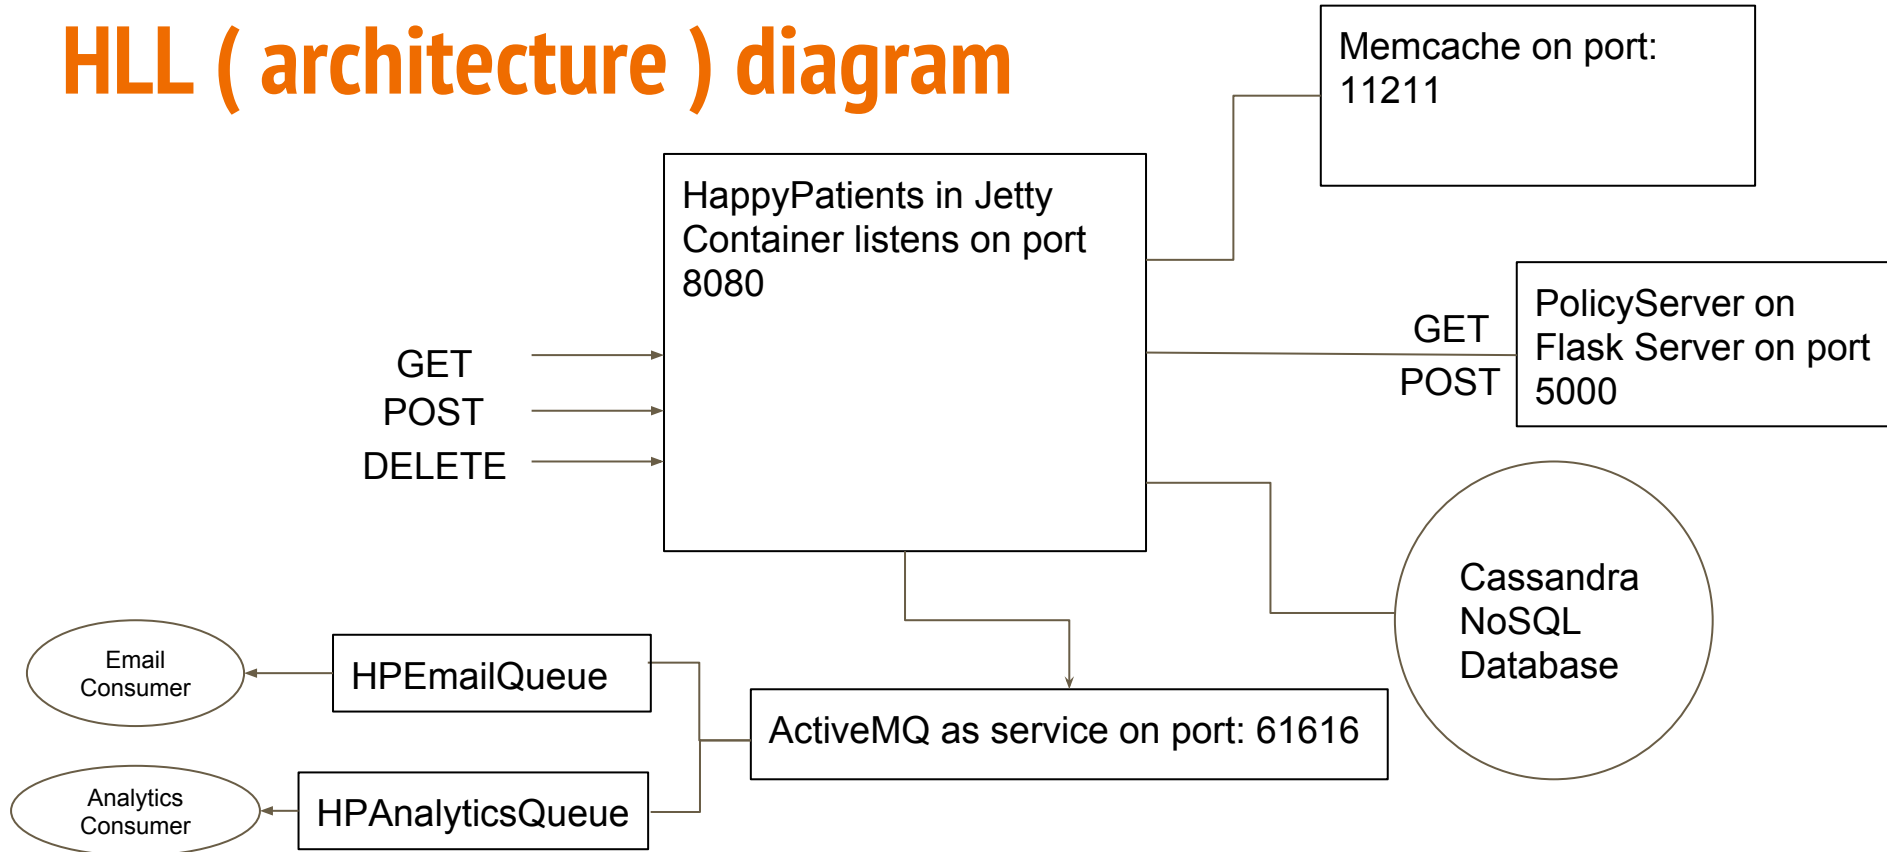 HLL ( architecture ) diagram
Memcache on port:
11211
HappyPatients in Jetty
Container listens on port
8080
PolicyServer on
Flask Server on port
5000
GET
POST
GET
POST
DELETE
Cassandra
NoSQL
Database
Email
Consumer
HPEmailQueue
ActiveMQ as service on port: 61616
Analytics
Consumer
HPAnalyticsQueue